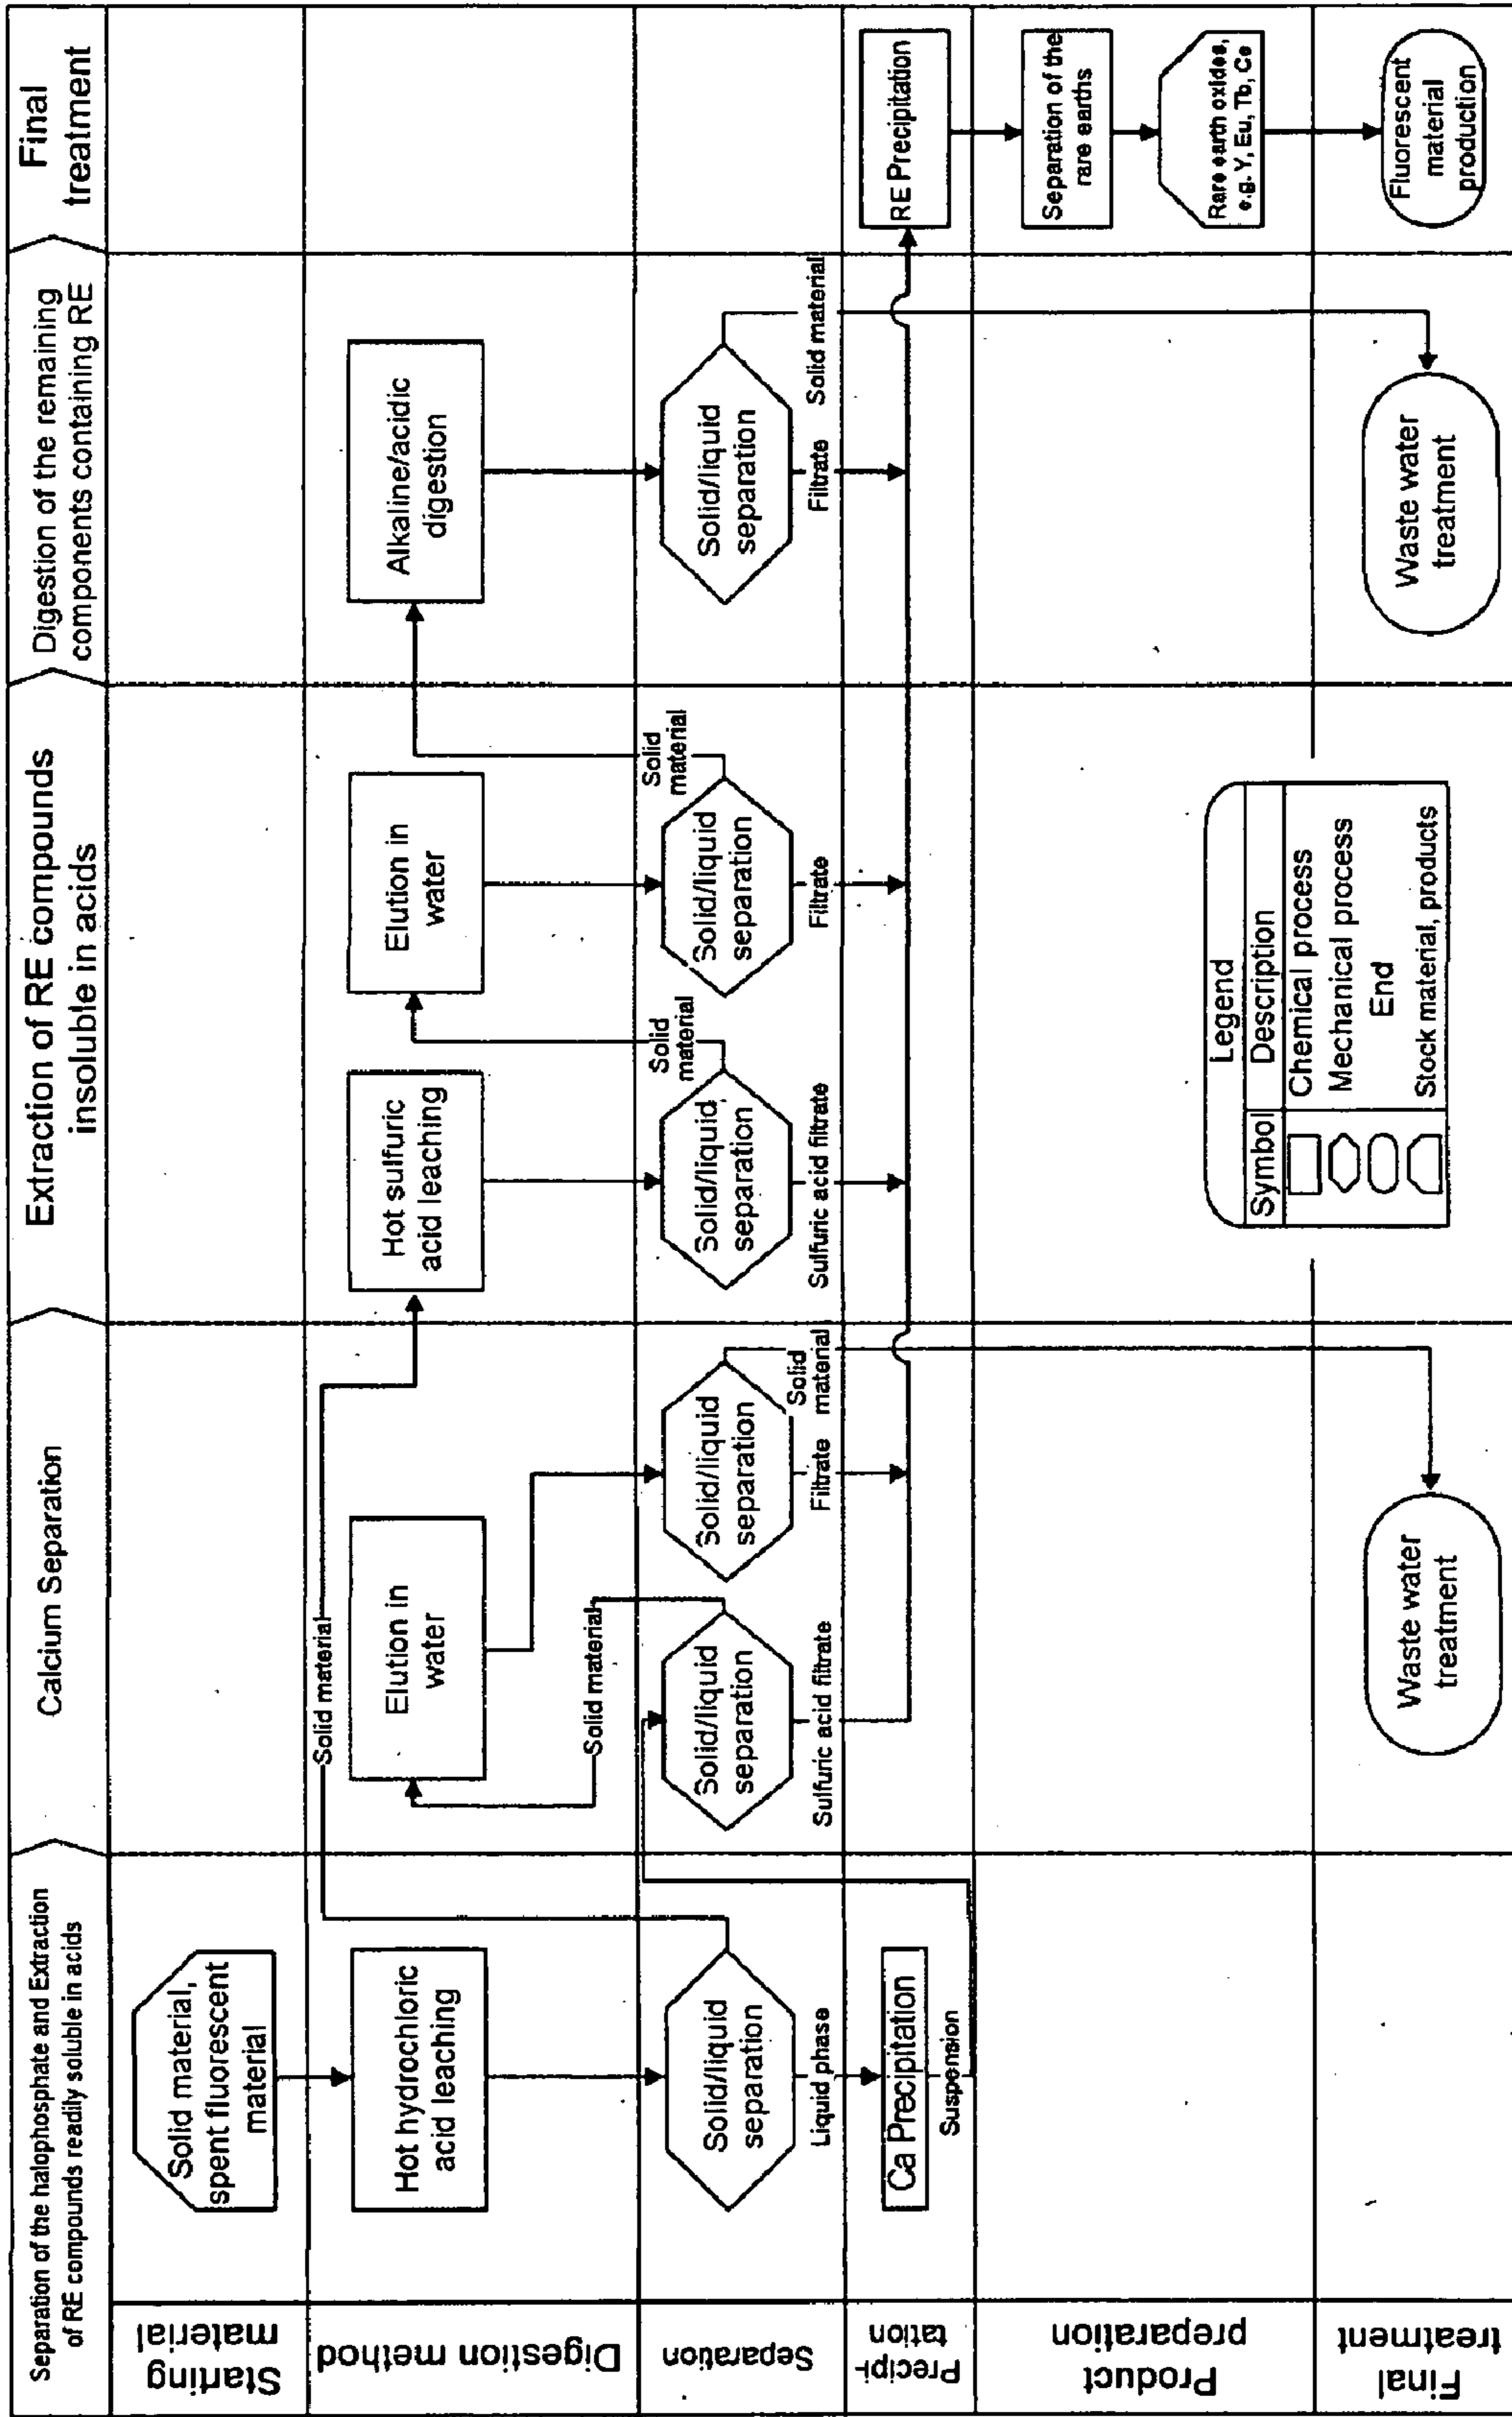 Separation of the halophosphate and Extraction
of RE compounds readily soluble in acids
Calcium Separation
Extraction of RE compounds
insoluble in acids
Digestion of the remaining
components containing RE
Final
treatment
Starting
material
Solid material,
spent fluorescent
material
Digestion method
Hot hydrochloric
acid leaching
Solid material
Elution in
water
Solid material
Hot sulfuric
acid leaching
Elution in
water
Alkaline/acidic
digestion
Separation
Solid/liquid
separation
Liquid phase
Solid/liquid
separation
Sulfuric acid filtrate
Solid/liquid
separation
Filtrate
Solid
material
Solid/liquid
separation
Sulfuric acid filtrate
Solid
material
Solid/liquid
separation
Filtrate
Solid
material
Solid/liquid
separation
Filtrate
Solid material
Precipi-
tation
Ca Precipitation
Suspension
RE Precipitation
Product
preparation
Separation of the
rare earths
Rare earth oxides,
e.g. Y, Eu, Tb, Ce
Legend
Symbol Description
Chemical process
Mechanical process
End
Stock material, products
Final
treatment
Waste water
treatment
Waste water
treatment
Fluorescent
material
production